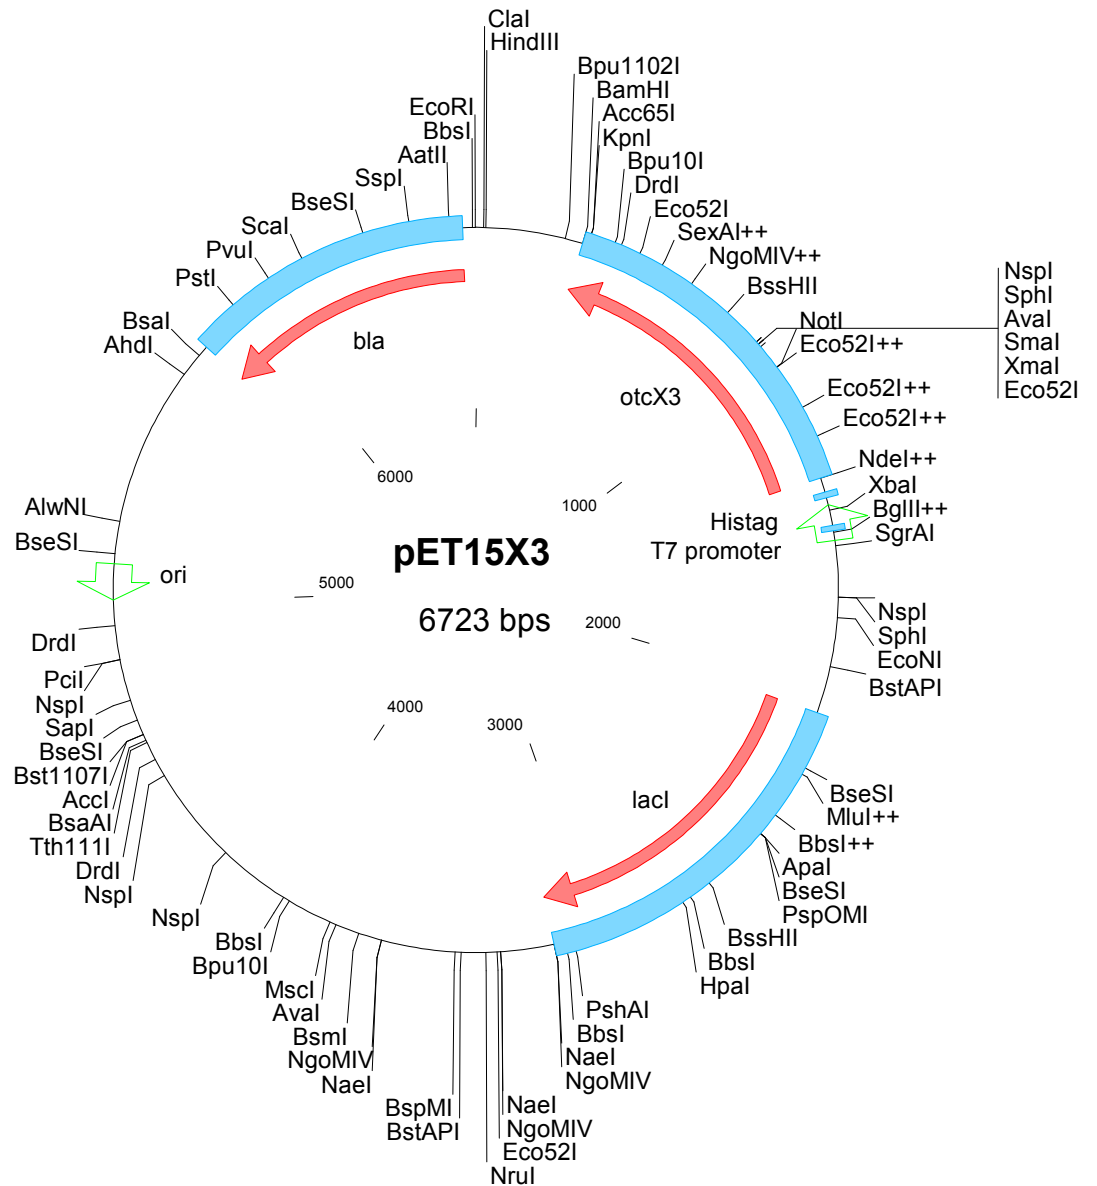 ClaI
HindIII
Bpu1102I
BamHI
Acc65I
KpnI
Bpu10I
DrdI
Eco52I
SexAI++
NgoMIV++
BssHII
NotI
Eco52I++
NspI
SphI
AvaI
SmaI
XmaI
Eco52I
Eco52I++
Eco52I++
NdeI++
XbaI
BglII++
SgrAI
NspI
SphI
EcoNI
BstAPI
BseSI
MluI++
BbsI++
ApaI
BseSI
PspOMI
BssHII
BbsI
HpaI
PshAI
BbsI
NaeI
NgoMIV
NaeI
NgoMIV
Eco52I
NruI
BspMI
BstAPI
EcoRI
BbsI
AatII
SspI
BseSI
ScaI
PvuI
PstI
BsaI
AhdI
AlwNI
BseSI
DrdI
PciI
NspI
SapI
BseSI
Bst1107I
AccI
BsaAI
Tth111I
DrdI
NspI
NspI
BbsI
Bpu10I
MscI
AvaI
BsmI
NgoMIV
NaeI
bla
otcX3
Histag
T7 promoter
lacI
ori
1000
2000
3000
4000
5000
6000
pET15X3
6723 bps